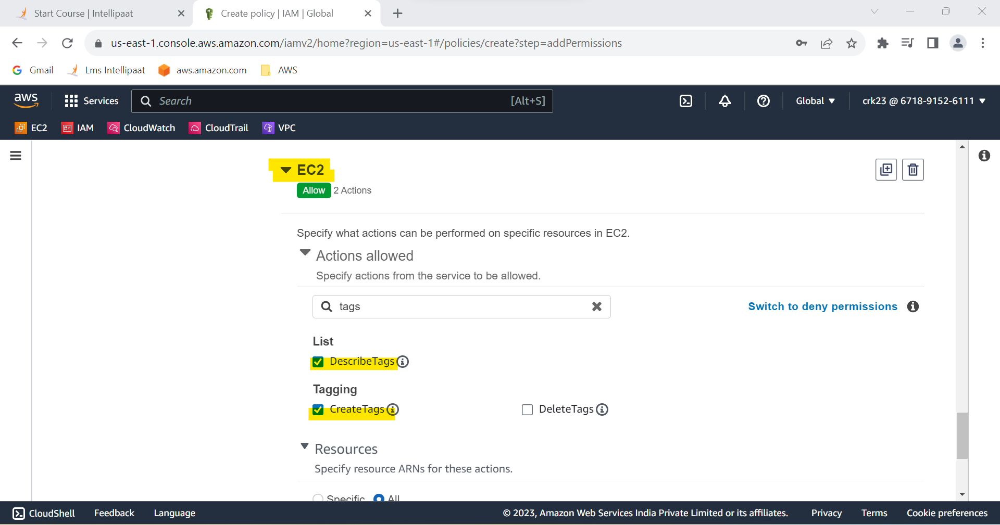 Start Course | Intellipaat
Create policy | IAM | Global
us-east-1.console.aws.amazon.com/iamv2/home?region=us-east-1#/policies/create?step=addPermissions
Gmail
Lms Intellipaat
aws.amazon.com
AWS
aws
Services
Search
[Alt+S]
Global
crk23 @ 6718-9152-6111
EC2
IAM
CloudWatch
CloudTrail
VPC
EC2
Allow 2 Actions
Specify what actions can be performed on specific resources in EC2.
Actions allowed
Specify actions from the service to be allowed.
tags
Switch to deny permissions
List
DescribeTags
Tagging
CreateTags
DeleteTags
Resources
Specify resource ARNs for these actions.
Specific All
CloudShell
Feedback
Language
© 2023, Amazon Web Services India Private Limited or its affiliates.
Privacy
Terms
Cookie preferences